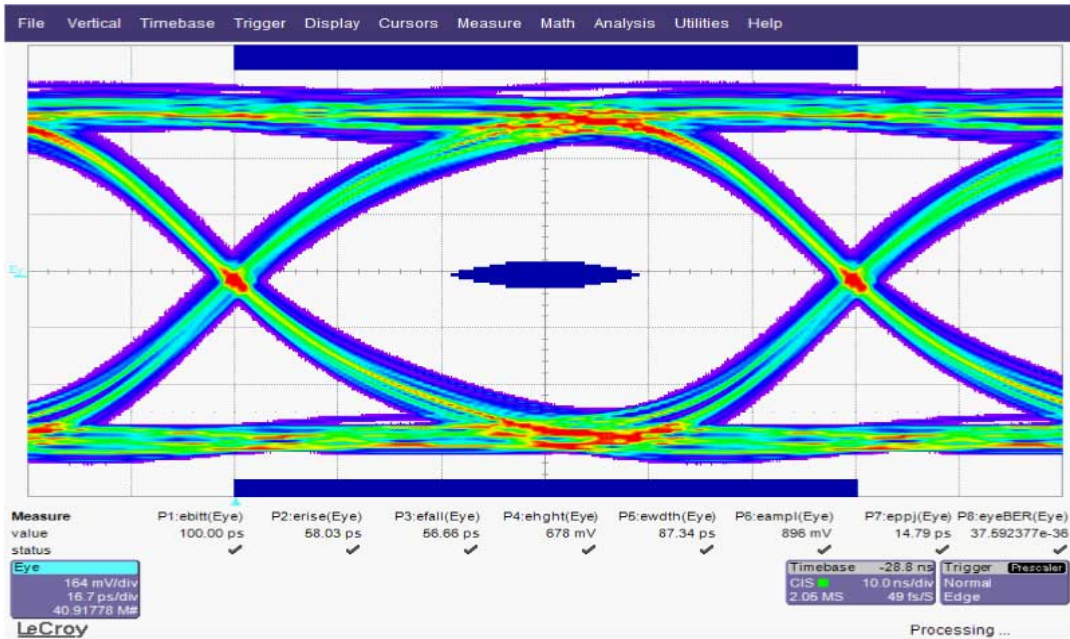 File Vertical Timebase Trigger Display Cursors Measure Math Analysis Utilities Help
Measure P1:ebitt(Eye) P2:erise(Eye) P3:efall(Eye) P4:ehght(Eye) P5:ewdth(Eye) P6:eampl(Eye) P7:eppj(Eye) P8:eyeBER(Eye)
value 100.00 ps 58.03 ps 56.66 ps 678 mV 87.34 ps 896 mV 14.79 ps 37.592377e-36
status
Eye
164 mV/div
16.7 ps/div
40.91778 M#
Timebase -28.8 ns
CIS 10.0 ns/div
2.05 MS 49 fs/S
Trigger Prescaler
Normal
Edge
LeCroy
Processing ...